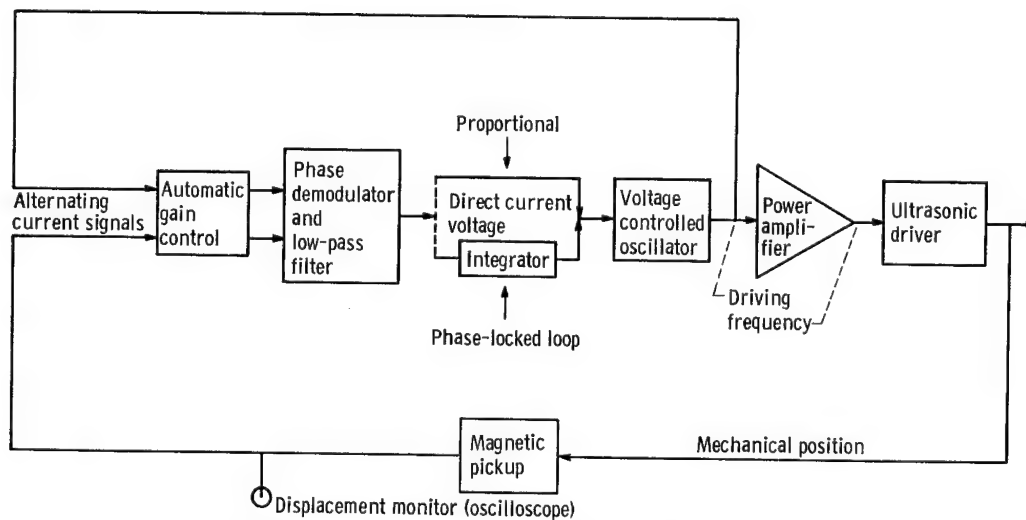 Proportional
Alternating
current signals
Automatic
gain
control
Phase
demodulator
and
low-pass
filter
Direct current
voltage
Integrator
Voltage
controlled
oscillator
Power
ampli-
fier
Ultrasonic
driver
Driving
frequency
Phase-locked loop
Magnetic
pickup
Mechanical position
Displacement monitor (oscilloscope)